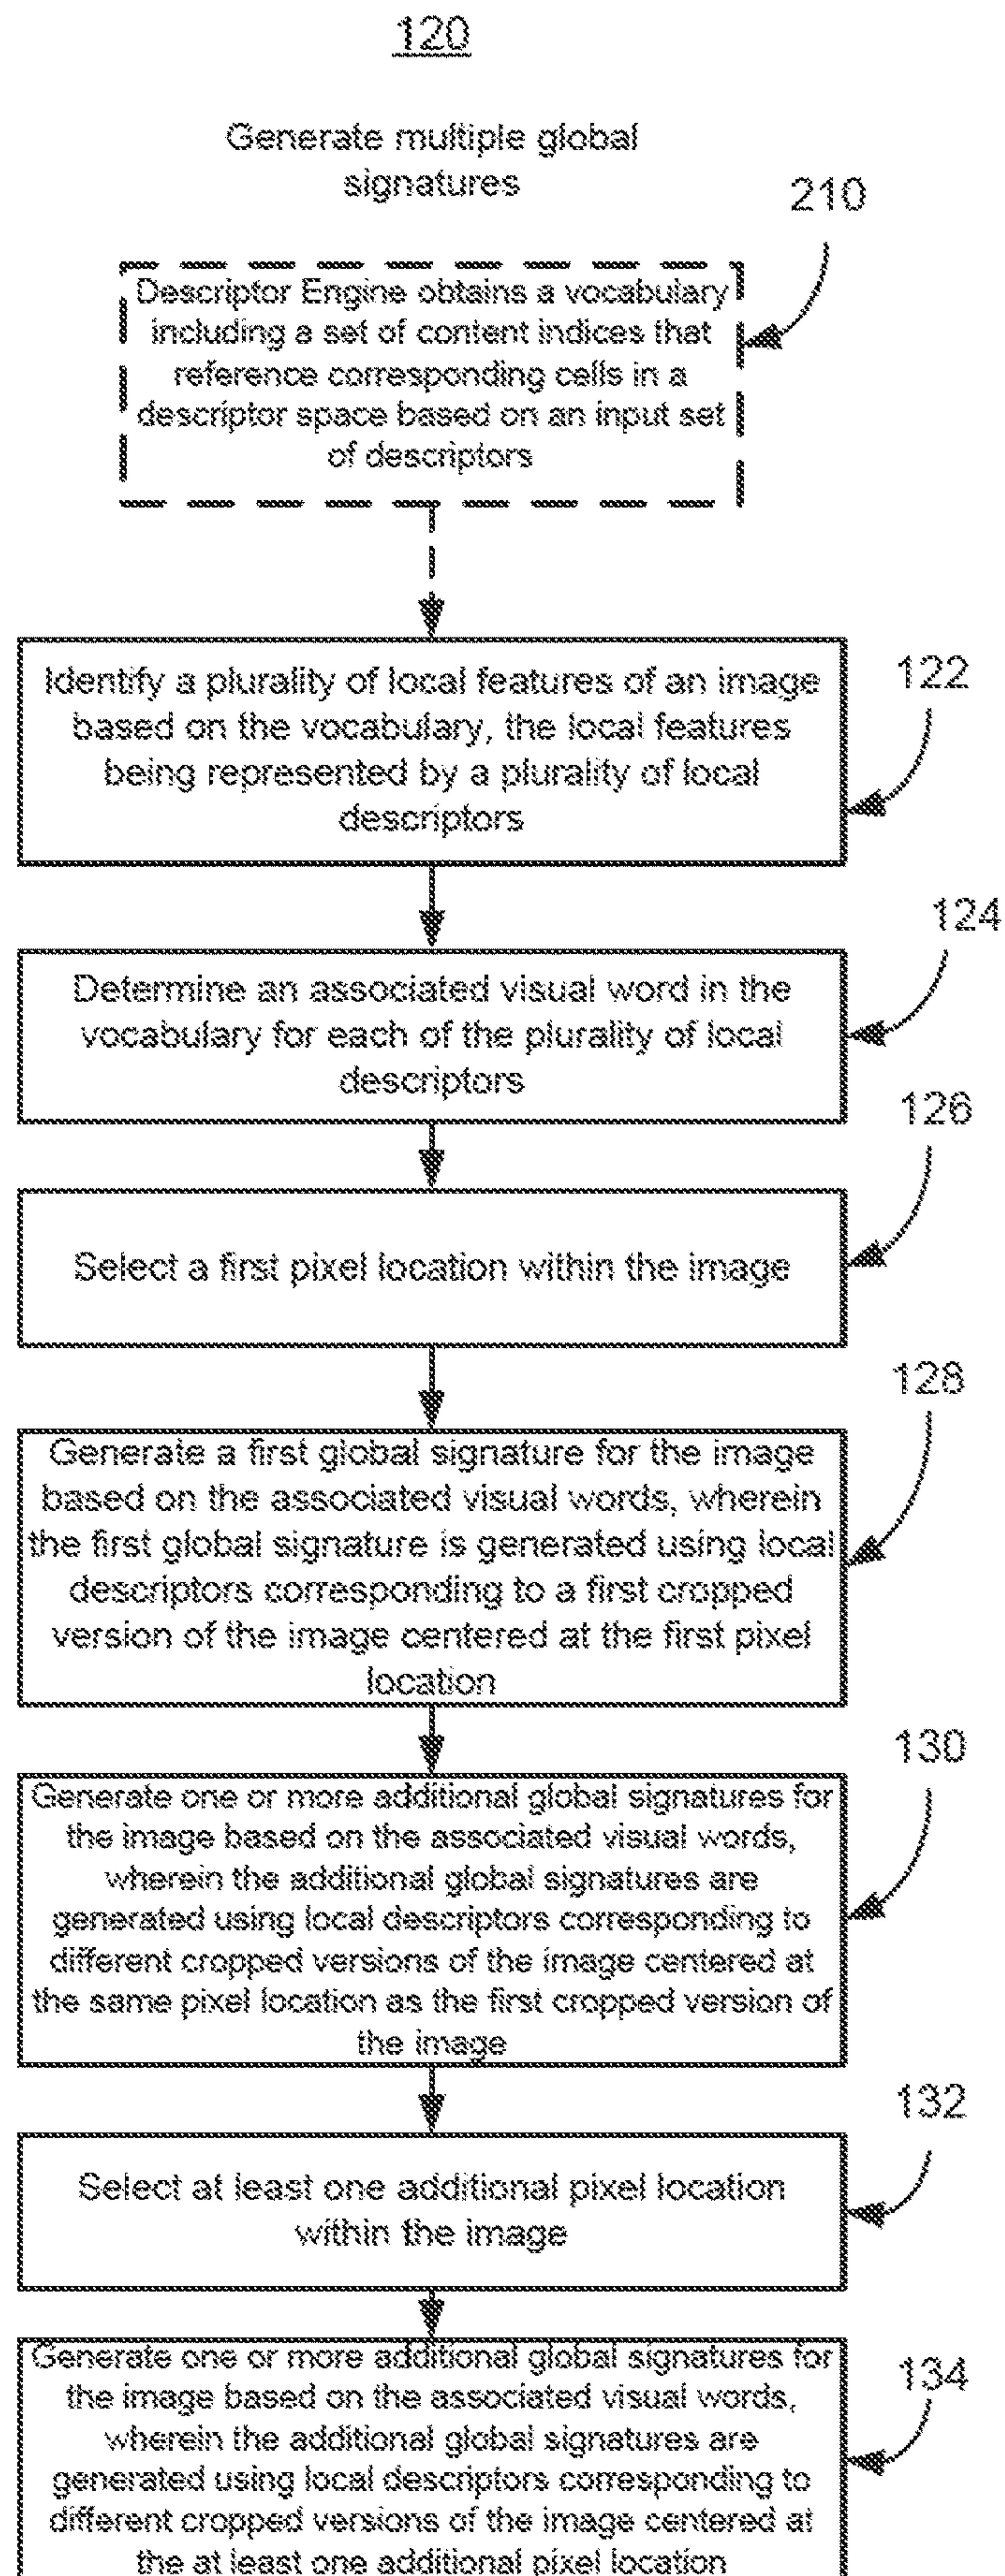 120
Generate multiple global
signatures
210
Descriptor Engine obtains a vocabulary
including a set of content indices that
reference corresponding cells in a
descriptor space based on an input set
of descriptors
122
Identify a plurality of local features of an image
based on the vocabulary, the local features
being represented by a plurality of local
descriptors
124
Determine an associated visual word in the
vocabulary for each of the plurality of local
descriptors
126
Select a first pixel location within the image
128
Generate a first global signature for the image
based on the associated visual words, wherein
the first global signature is generated using local
descriptors corresponding to a first cropped
version of the image centered at the first pixel
location
130
Generate one or more additional global signatures for
the image based on the associated visual words,
wherein the additional global signatures are
generated using local descriptors corresponding to
different cropped versions of the image centered at
the same pixel location as the first cropped version of
the image
132
Select at least one additional pixel location
within the image
134
Generate one or more additional global signatures for
the image based on the associated visual words,
wherein the additional global signatures are
generated using local descriptors corresponding to
different cropped versions of the image centered at
the at least one additional pixel location